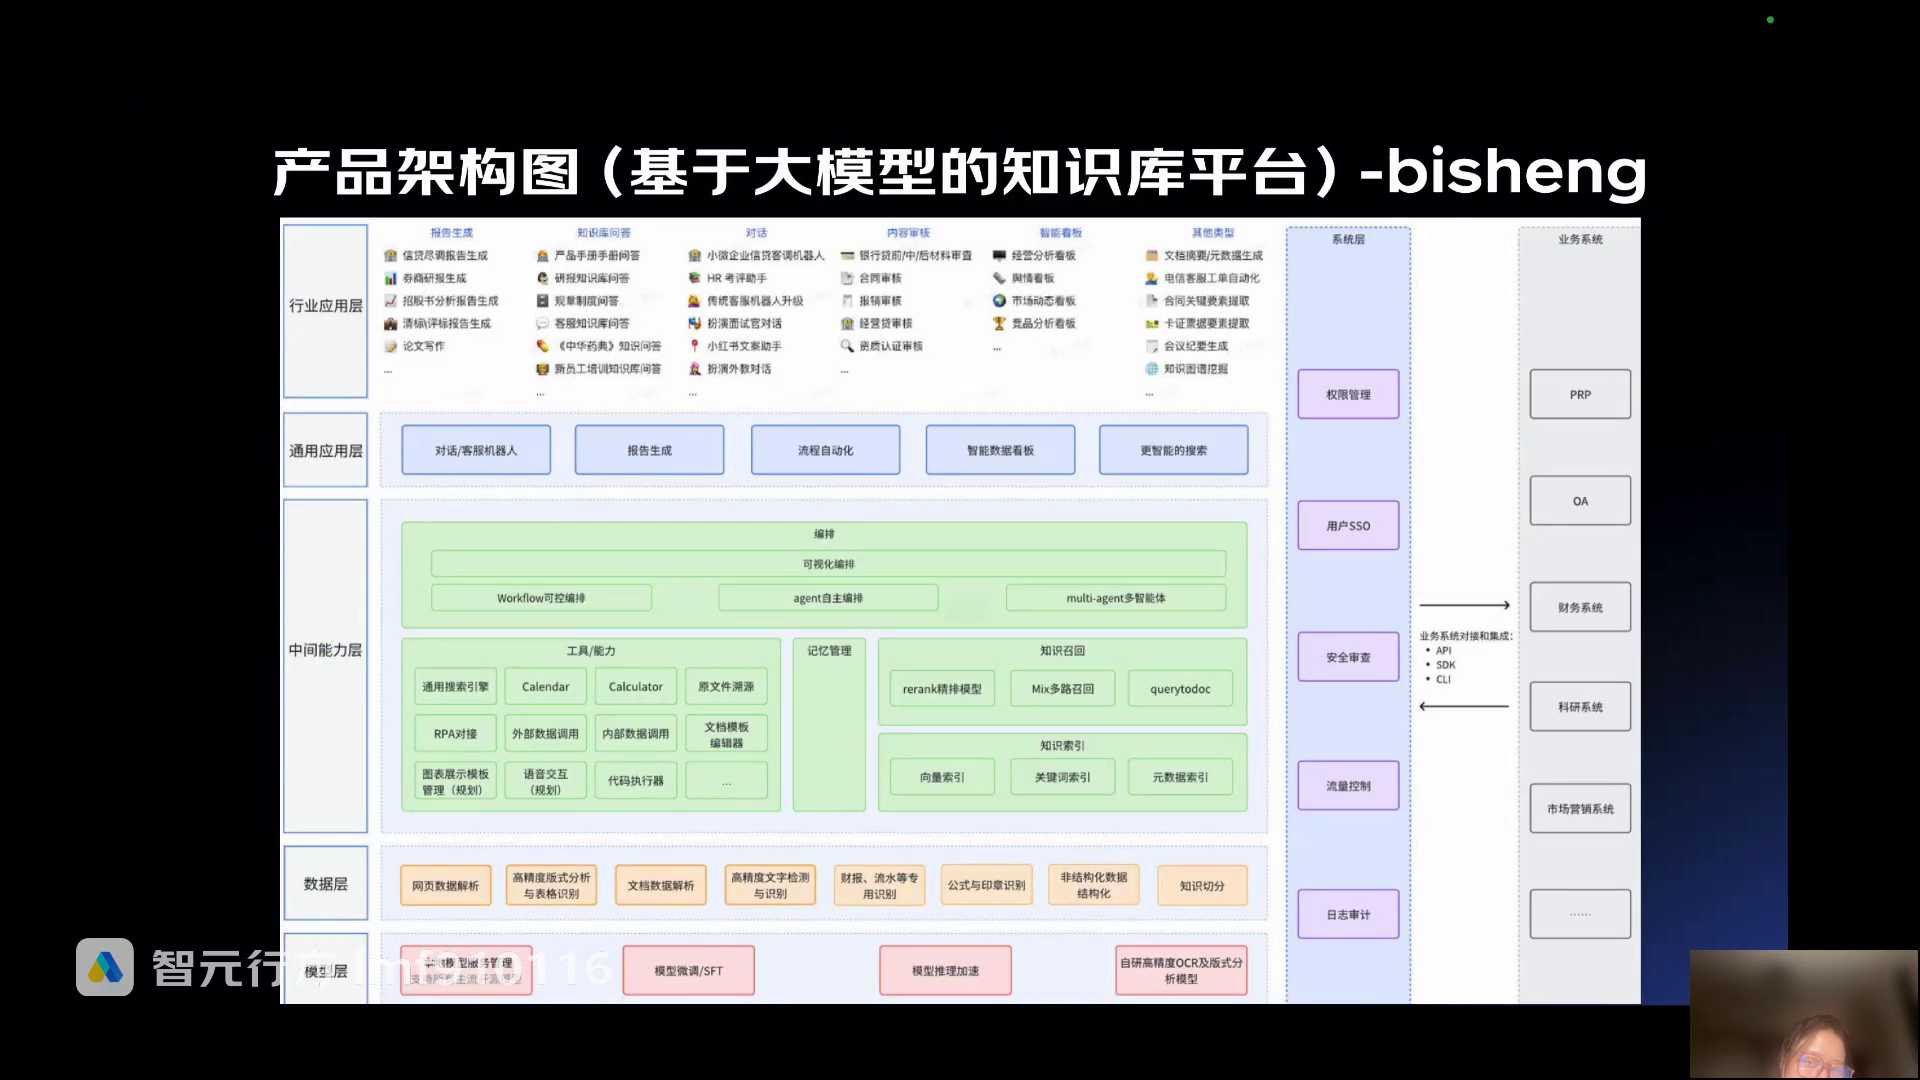 产品架构图（基于大模型的知识库平台）-bisheng
行业应用层
报告生成
信贷尽调报告生成
券商研报生成
招股书分析报告生成
清标\评标报告生成
论文写作
...
知识库问答
产品手册手册问答
研报知识库问答
规章制度问答
客服知识库问答
《中华药典》知识问答
新员工培训知识库问答
...
对话
小微企业信贷客调机器人
HR 考评助手
传统客服机器人升级
扮演面试官对话
小红书文案助手
扮演外教对话
...
内容审核
银行贷前/中/后材料审查
合同审核
报销审核
经营贷审核
资质认证审核
...
智能看板
经营分析看板
舆情看板
市场动态看板
竞品分析看板
...
其他类型
文档摘要/元数据生成
电信客服工单自动化
合同关键要素提取
卡证票据要素提取
会议纪要生成
知识图谱挖掘
...
通用应用层
对话/客服机器人
报告生成
流程自动化
智能数据看板
更智能的搜索
中间能力层
编排
可视化编排
Workflow可控编排
agent自主编排
multi-agent多智能体
工具/能力
通用搜索引擎
Calendar
Calculator
原文件溯源
RPA对接
外部数据调用
内部数据调用
文档模板
编辑器
图表展示模板
管理（规划）
语音交互
（规划）
代码执行器
...
记忆管理
知识召回
rerank精排模型
Mix多路召回
querytodoc
知识索引
向量索引
关键词索引
元数据索引
数据层
网页数据解析
高精度版式分析
与表格识别
文档数据解析
高精度文字检测
与识别
财报、流水等专
用识别
公式与印章识别
非结构化数据
结构化
知识切分
模型层
模型微调/SFT
模型推理加速
自研高精度OCR及版式分
析模型
系统层
权限管理
用户SSO
安全审查
流量控制
日志审计
业务系统对接和集成:
• API
• SDK
• CLI
业务系统
PRP
OA
财务系统
科研系统
市场营销系统
......
智元行